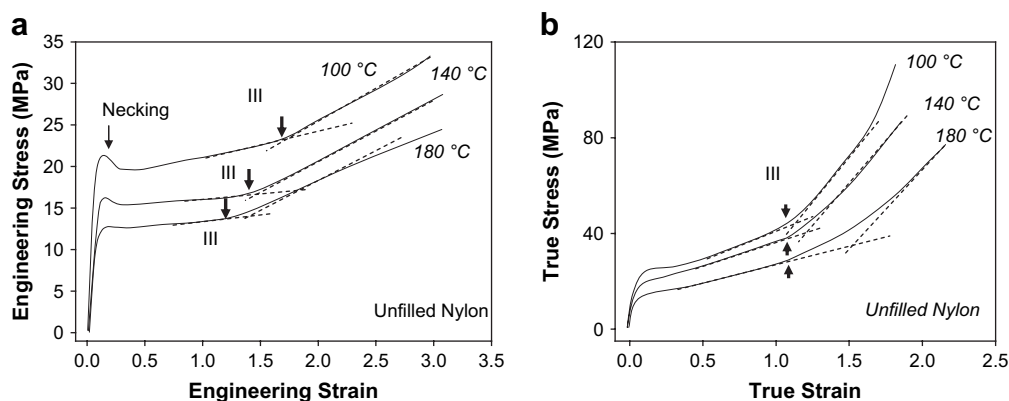 a
Engineering Stress (MPa)
35
30
25
20
15
10
5
0
0.0 0.5 1.0 1.5 2.0 2.5 3.0 3.5
Engineering Strain
Necking
III
III
III
100 °C
140 °C
180 °C
Unfilled Nylon
b
True Stress (MPa)
120
80
40
0
0.0 0.5 1.0 1.5 2.0 2.5
True Strain
III
100 °C
140 °C
180 °C
Unfilled Nylon